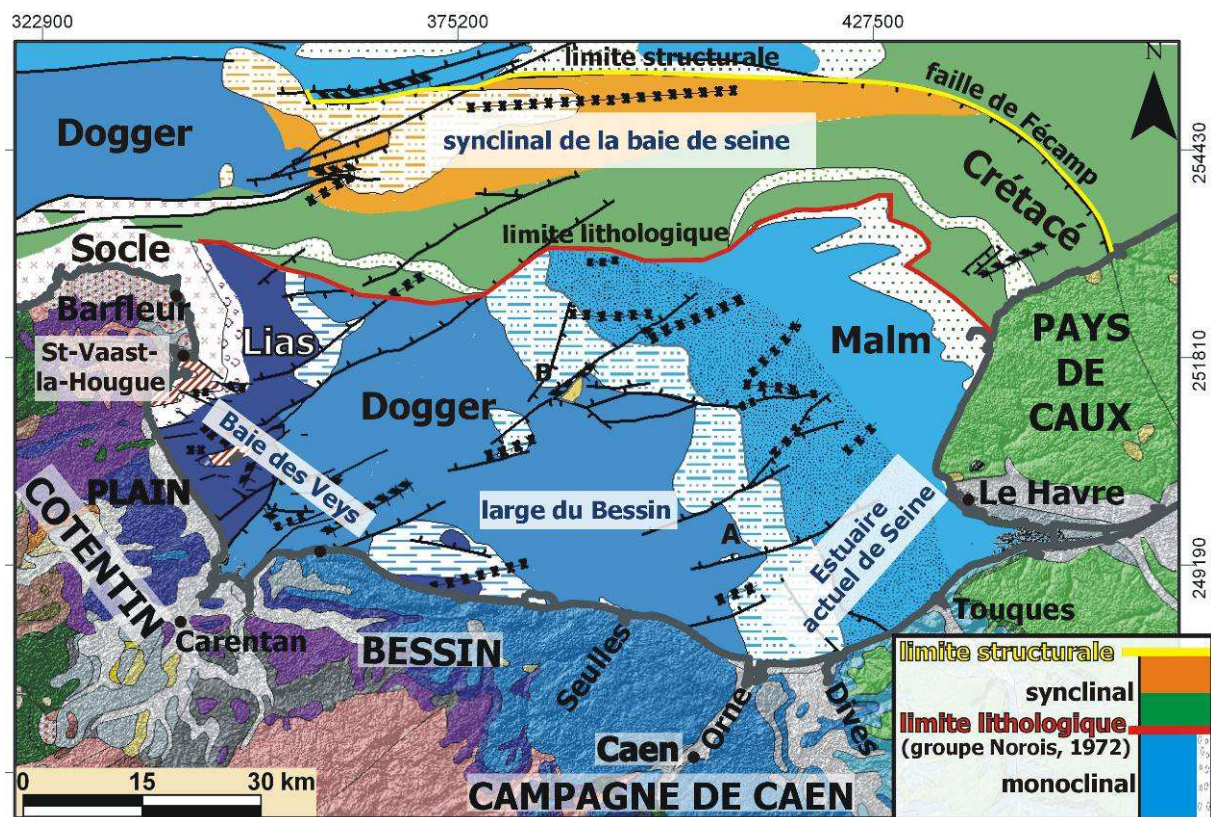 322900
375200
427500
limite structurale
N
faille de Fécamp
Dogger
synclinal de la baie de seine
254430
Crétacé
limite lithologique
Socle
Barfleur
Lias
Malm
PAYS
DE
CAUX
St-Vaast-
la-Hougue
251810
B
Dogger
Baie des Veys
PLAIN
Le Havre
large du Bessin
A
Estuaire
actuel de Seine
COTENTIN
249190
Touques
Carentan
BESSIN
Seulles
Orne
Dives
Caen
CAMPAGNE DE CAEN
0
15
30 km
limite structurale
synclinal
limite lithologique
(groupe Norois, 1972)
monoclinal